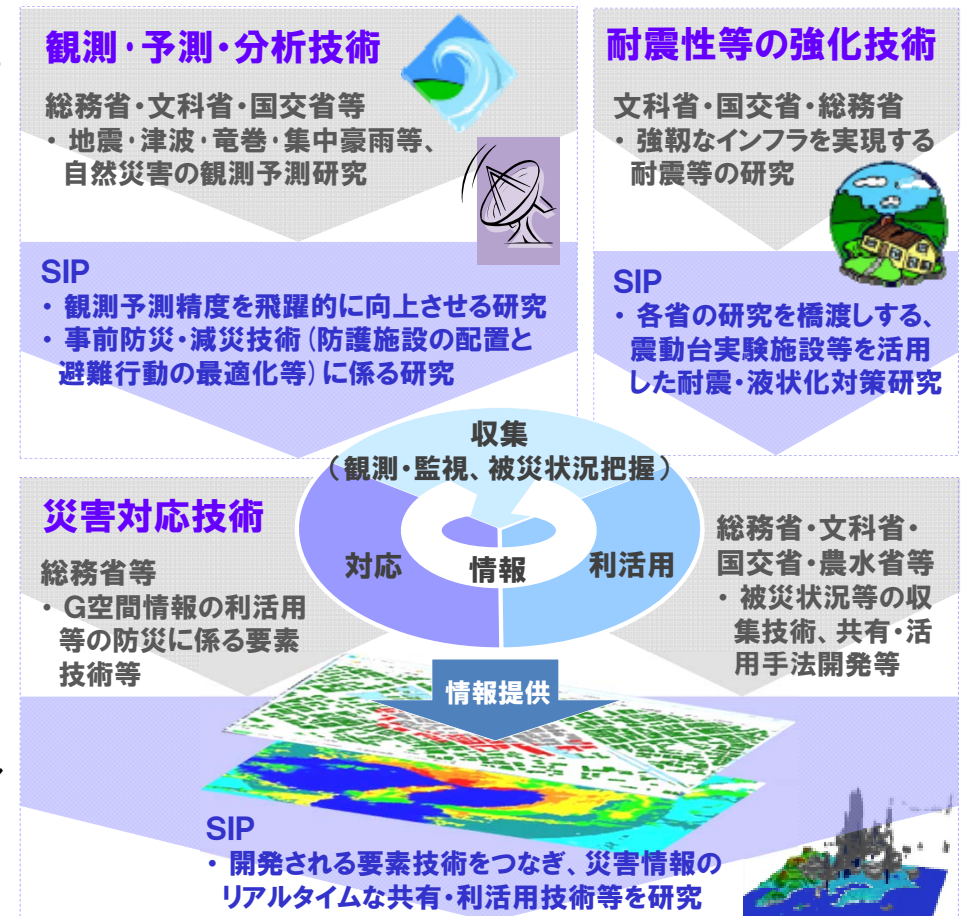 観測・予測・分析技術
総務省・文科省・国交省等
・ 地震・津波・竜巻・集中豪雨等、
自然災害の観測予測研究
SIP
・ 観測予測精度を飛躍的に向上させる研究
・ 事前防災・減災技術（防護施設の配置と
避難行動の最適化等）に係る研究
耐震性等の強化技術
文科省・国交省・総務省
・ 強靱なインフラを実現する
耐震等の研究
SIP
・ 各省の研究を橋渡しする、
震動台実験施設等を活用
した耐震・液状化対策研究
収集
（観測・監視、被災状況把握）
対応
情報
利活用
災害対応技術
総務省等
・ G空間情報の利活用
等の防災に係る要素
技術等
総務省・文科省・
国交省・農水省等
・ 被災状況等の収
集技術、共有・活
用手法開発等
情報提供
SIP
・ 開発される要素技術をつなぎ、災害情報の
リアルタイムな共有・利活用技術等を研究